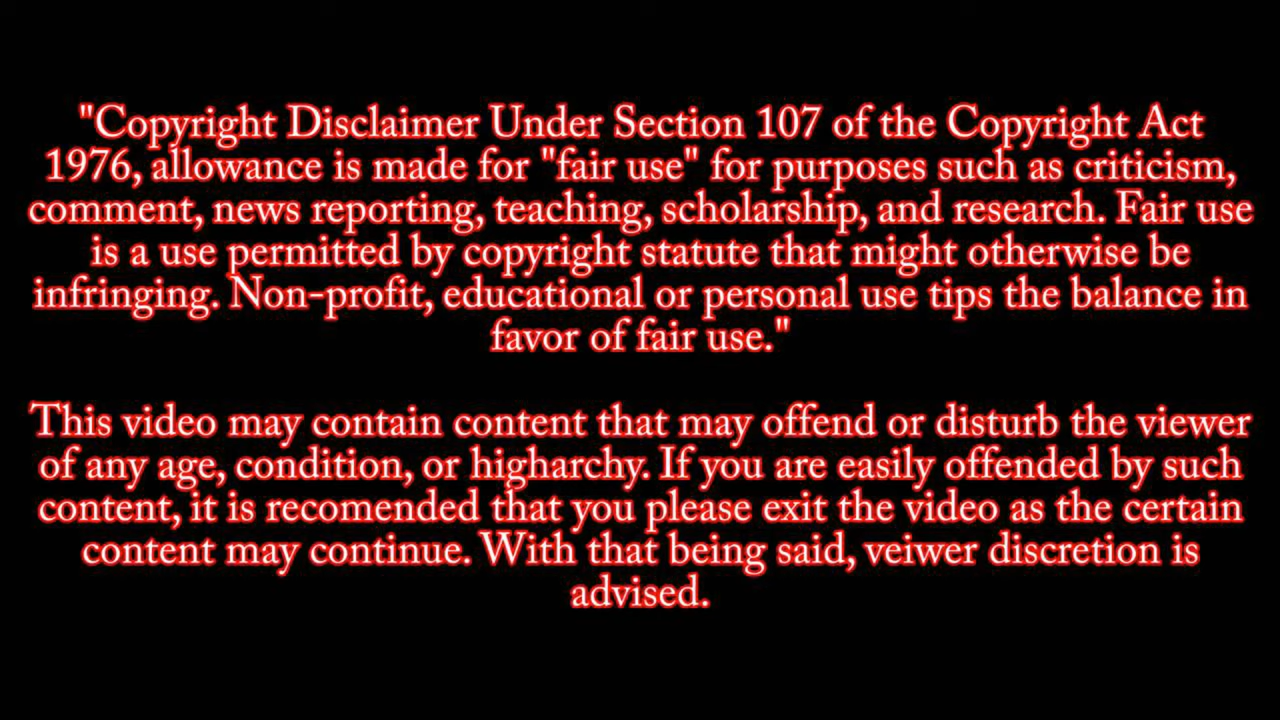 "Copyright Disclaimer Under Section 107 of the Copyright Act
1976, allowance is made for "fair use" for purposes such as criticism,
comment, news reporting, teaching, scholarship, and research. Fair use
is a use permitted by copyright statute that might otherwise be
infringing. Non-profit, educational or personal use tips the balance in
favor of fair use."
This video may contain content that may offend or disturb the viewer
of any age, condition, or higharchy. If you are easily offended by such
content, it is recomended that you please exit the video as the certain
content may continue. With that being said, veiwer discretion is
advised.